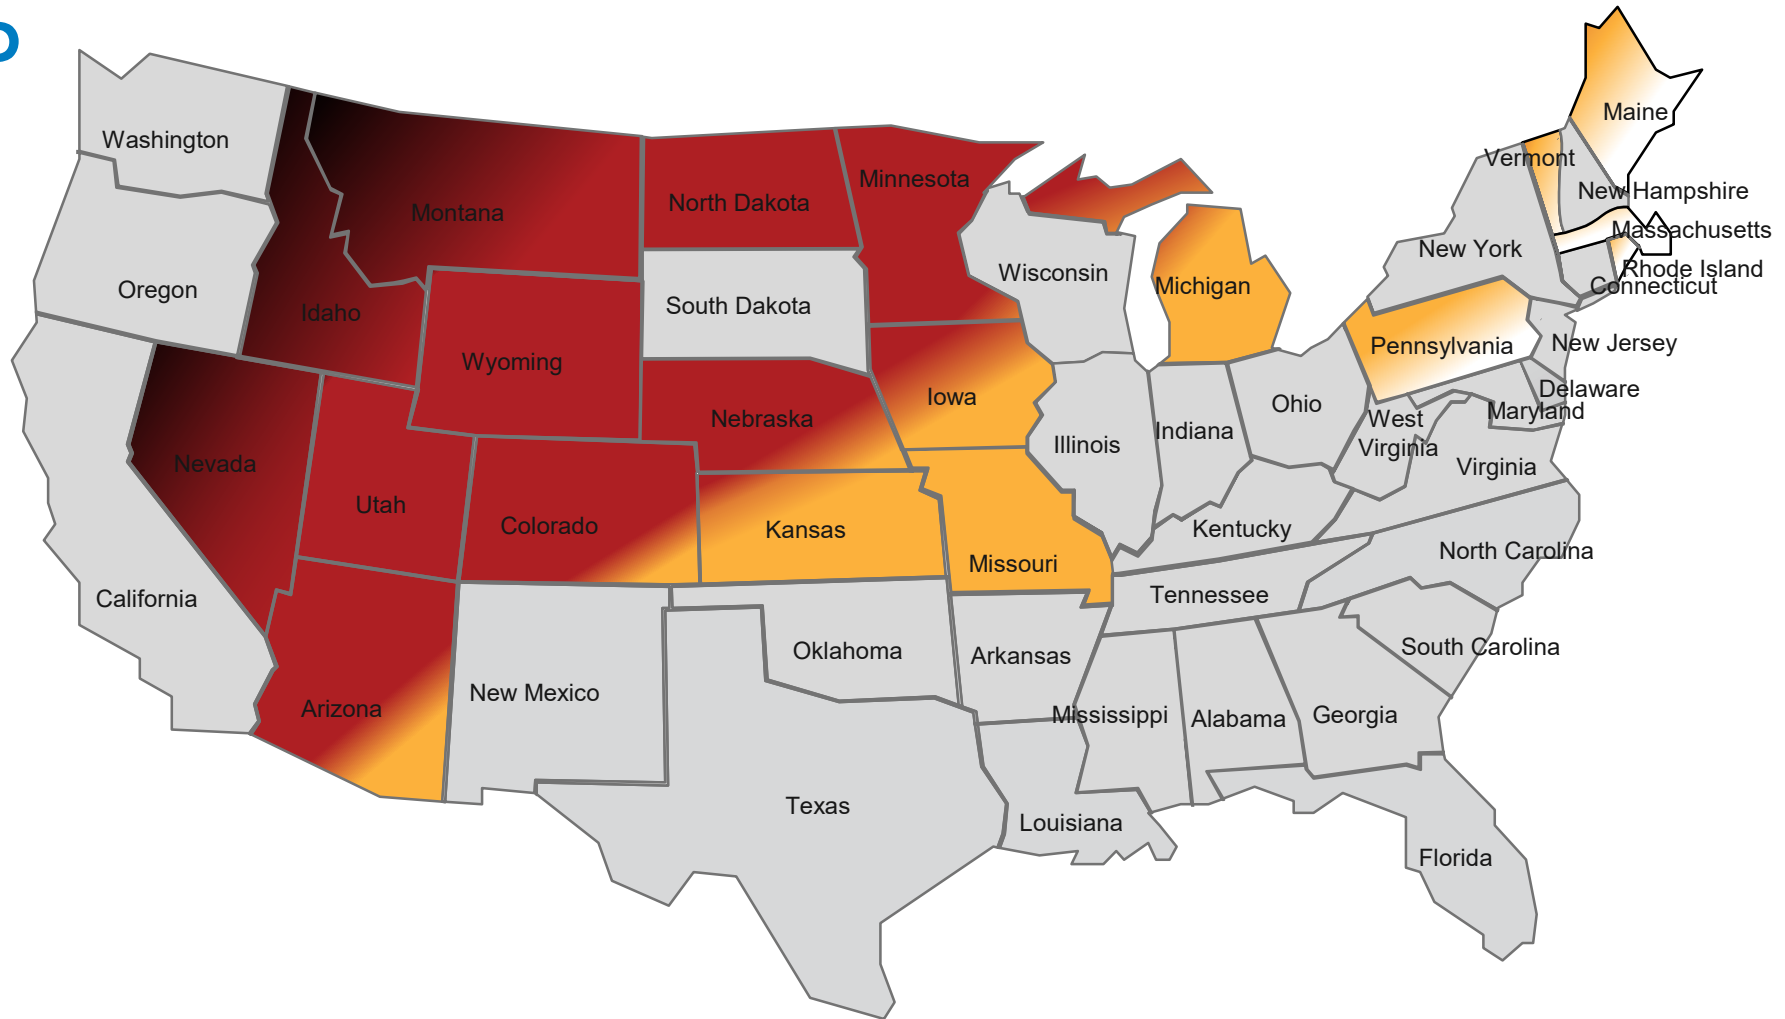 Washington
Oregon
California
Nevada
Idaho
Montana
Wyoming
Utah
Colorado
Arizona
New Mexico
North Dakota
South Dakota
Nebraska
Kansas
Oklahoma
Texas
Minnesota
Iowa
Missouri
Arkansas
Louisiana
Wisconsin
Illinois
Michigan
Indiana
Ohio
Kentucky
Tennessee
Mississippi
Alabama
Georgia
Florida
South Carolina
North Carolina
Virginia
West
Virginia
Maryland
Delaware
Pennsylvania
New Jersey
New York
Connecticut
Rhode Island
Massachusetts
New Hampshire
Vermont
Maine